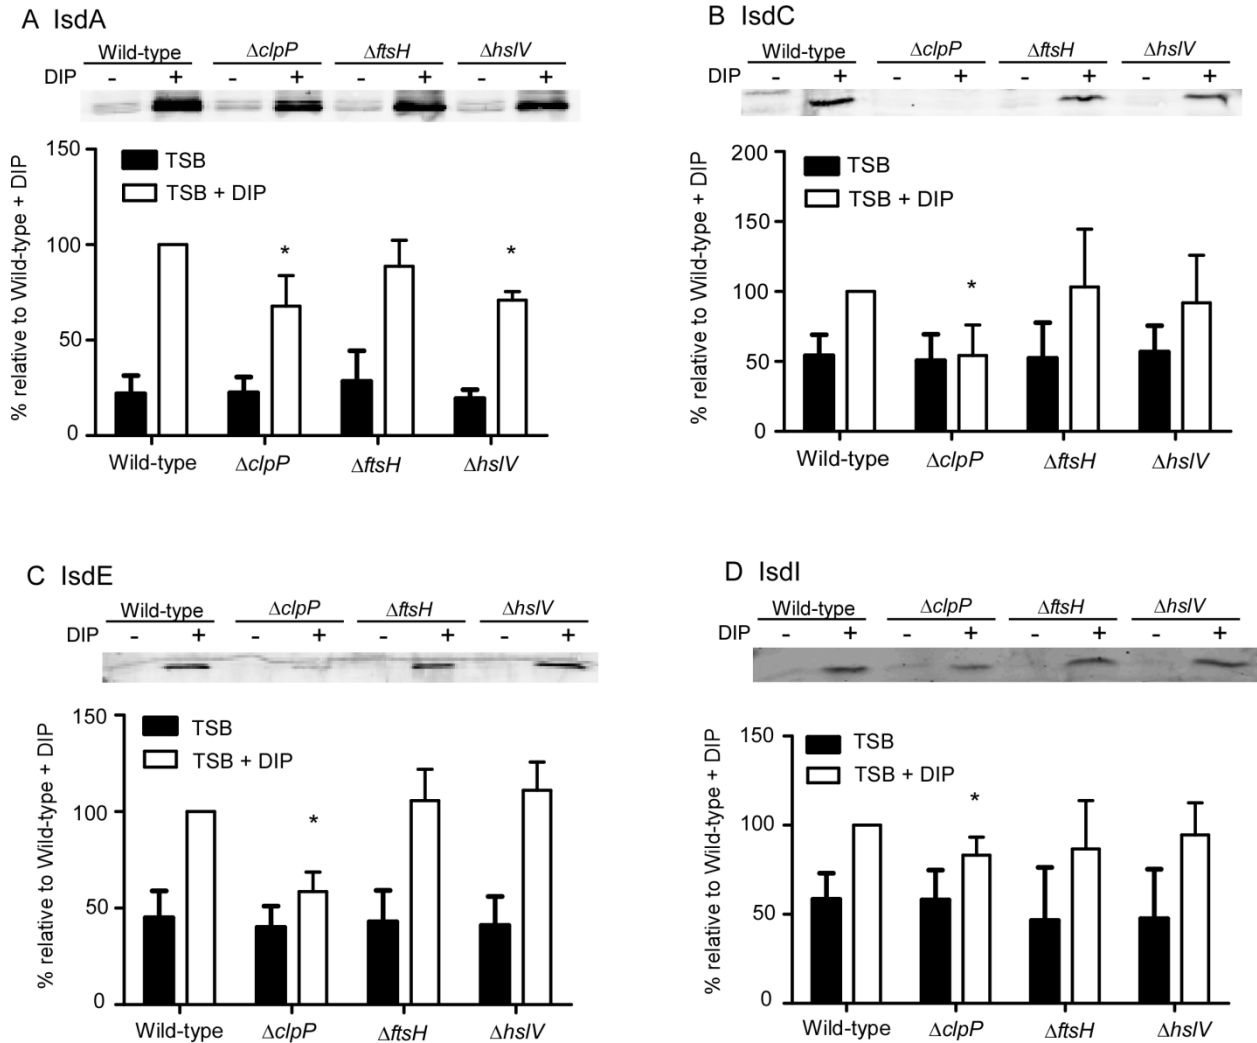 A IsdA
Wild-type ΔclpP ΔftsH ΔhslV
DIP - + - + - + - +
150
100
50
0
% relative to Wild-type + DIP
TSB
TSB + DIP
* *
Wild-type ΔclpP ΔftsH ΔhslV
B IsdC
Wild-type ΔclpP ΔftsH ΔhslV
DIP - + - + - + - +
200
150
100
50
0
% relative to Wild-type + DIP
TSB
TSB + DIP
*
Wild-type ΔclpP ΔftsH ΔhslV
C IsdE
Wild-type ΔclpP ΔftsH ΔhslV
DIP - + - + - + - +
150
100
50
0
% relative to Wild-type + DIP
TSB
TSB + DIP
*
Wild-type ΔclpP ΔftsH ΔhslV
D IsdI
Wild-type ΔclpP ΔftsH ΔhslV
DIP - + - + - + - +
150
100
50
0
% relative to Wild-type + DIP
TSB
TSB + DIP
*
Wild-type ΔclpP ΔftsH ΔhslV